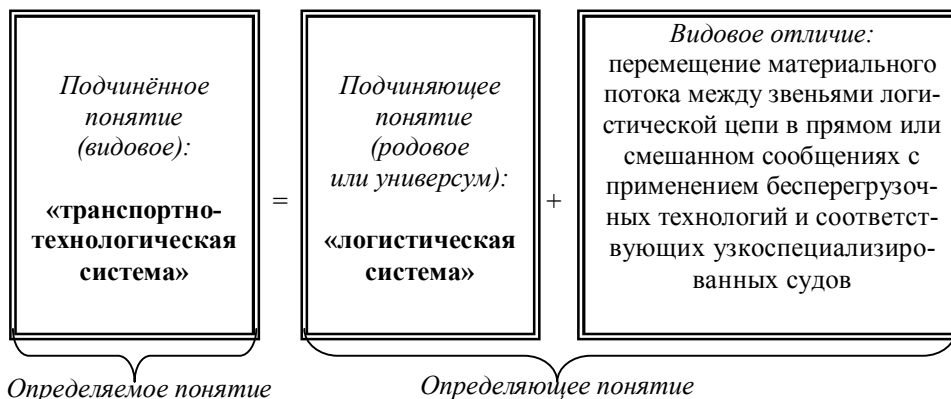 Подчинённое
понятие
(видовое):
«транспортно-
технологическая
система»
=
Подчиняющее
понятие
(родовое
или универсум):
«логистическая
система»
+
Видовое отличие:
перемещение материального
потока между звеньями логи-
стической цепи в прямом или
смешанном сообщениях с
применением бесперегрузоч-
ных технологий и соответст-
вующих узкоспециализиро-
ванных судов
Определяемое понятие
Определяющее понятие